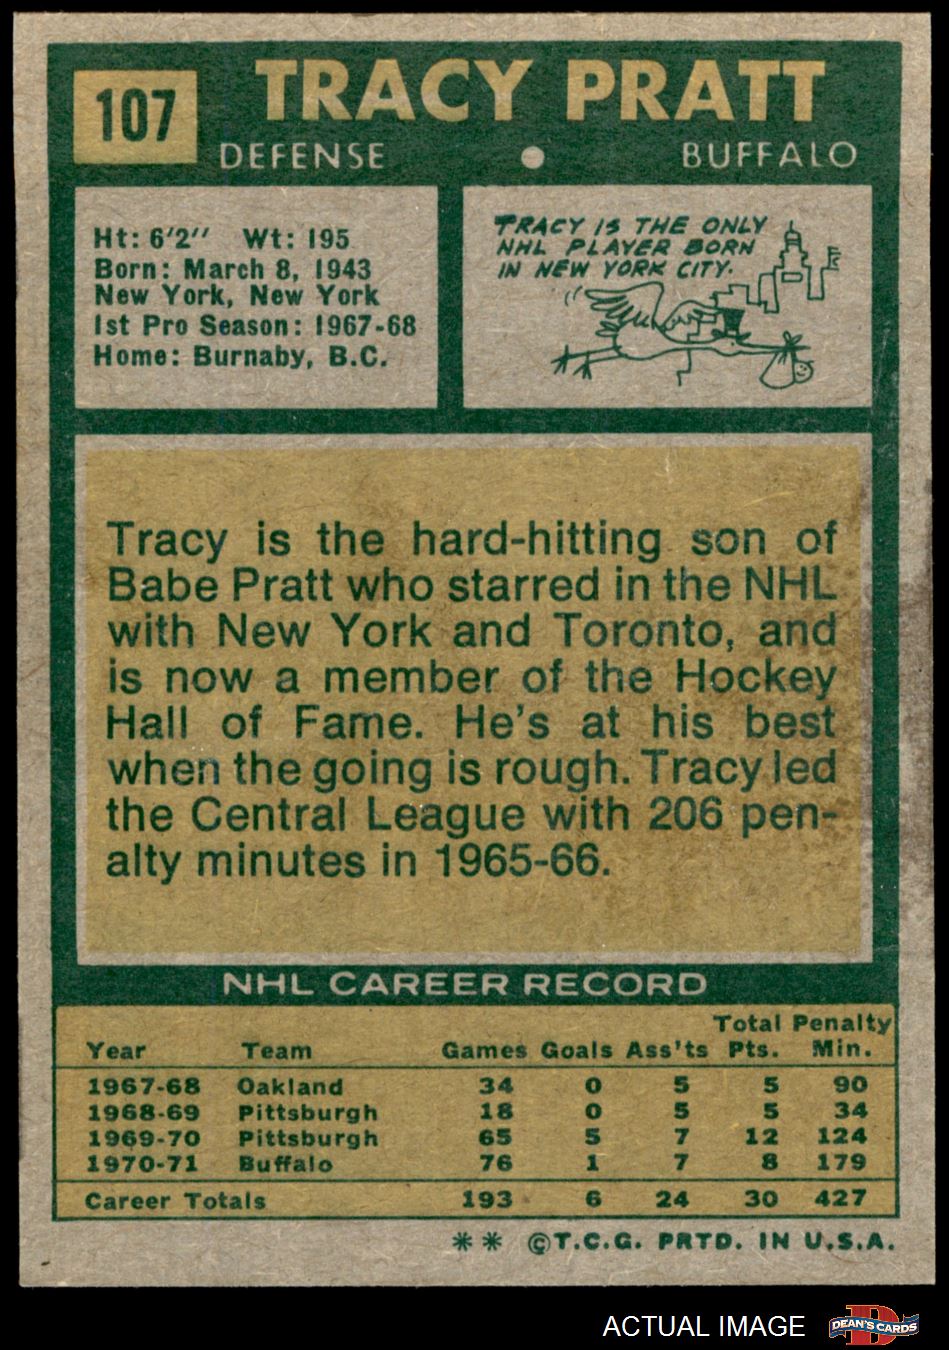 107
TRACY PRATT
DEFENSE
BUFFALO
Ht: 6'2'' Wt: 195
Born: March 8, 1943
New York, New York
1st Pro Season: 1967-68
Home: Burnaby, B.C.
TRACY IS THE ONLY
NHL PLAYER BORN
IN NEW YORK CITY.
Tracy is the hard-hitting son of
Babe Pratt who starred in the NHL
with New York and Toronto, and
is now a member of the Hockey
Hall of Fame. He's at his best
when the going is rough. Tracy led
the Central League with 206 pen-
alty minutes in 1965-66.
NHL CAREER RECORD
Year Team Games Goals Ass'ts Total Pts. Penalty Min.
1967-68 Oakland 34 0 5 5 90
1968-69 Pittsburgh 18 0 5 5 34
1969-70 Pittsburgh 65 5 7 12 124
1970-71 Buffalo 76 1 7 8 179
Career Totals 193 6 24 30 427
** ©T.C.G. PRTD. IN U.S.A.
ACTUAL IMAGE
D
DEAN'S CARDS